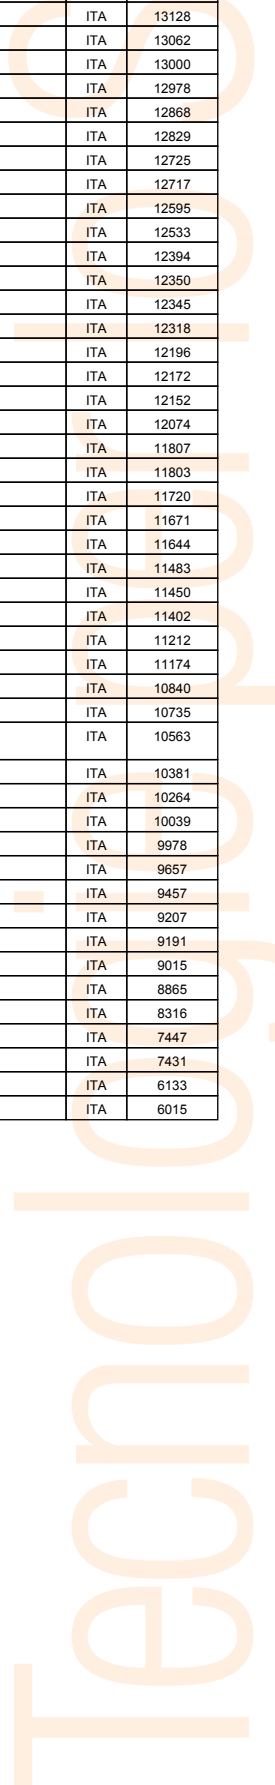 ITA 13128
ITA 13062
ITA 13000
ITA 12978
ITA 12868
ITA 12829
ITA 12725
ITA 12717
ITA 12595
ITA 12533
ITA 12394
ITA 12350
ITA 12345
ITA 12318
ITA 12196
ITA 12172
ITA 12152
ITA 12074
ITA 11807
ITA 11803
ITA 11720
ITA 11671
ITA 11644
ITA 11483
ITA 11450
ITA 11402
ITA 11212
ITA 11174
ITA 10840
ITA 10735
ITA 10563
ITA 10381
ITA 10264
ITA 10039
ITA 9978
ITA 9657
ITA 9457
ITA 9207
ITA 9191
ITA 9015
ITA 8865
ITA 8316
ITA 7447
ITA 7431
ITA 6133
ITA 6015
Tecnologie per lo S